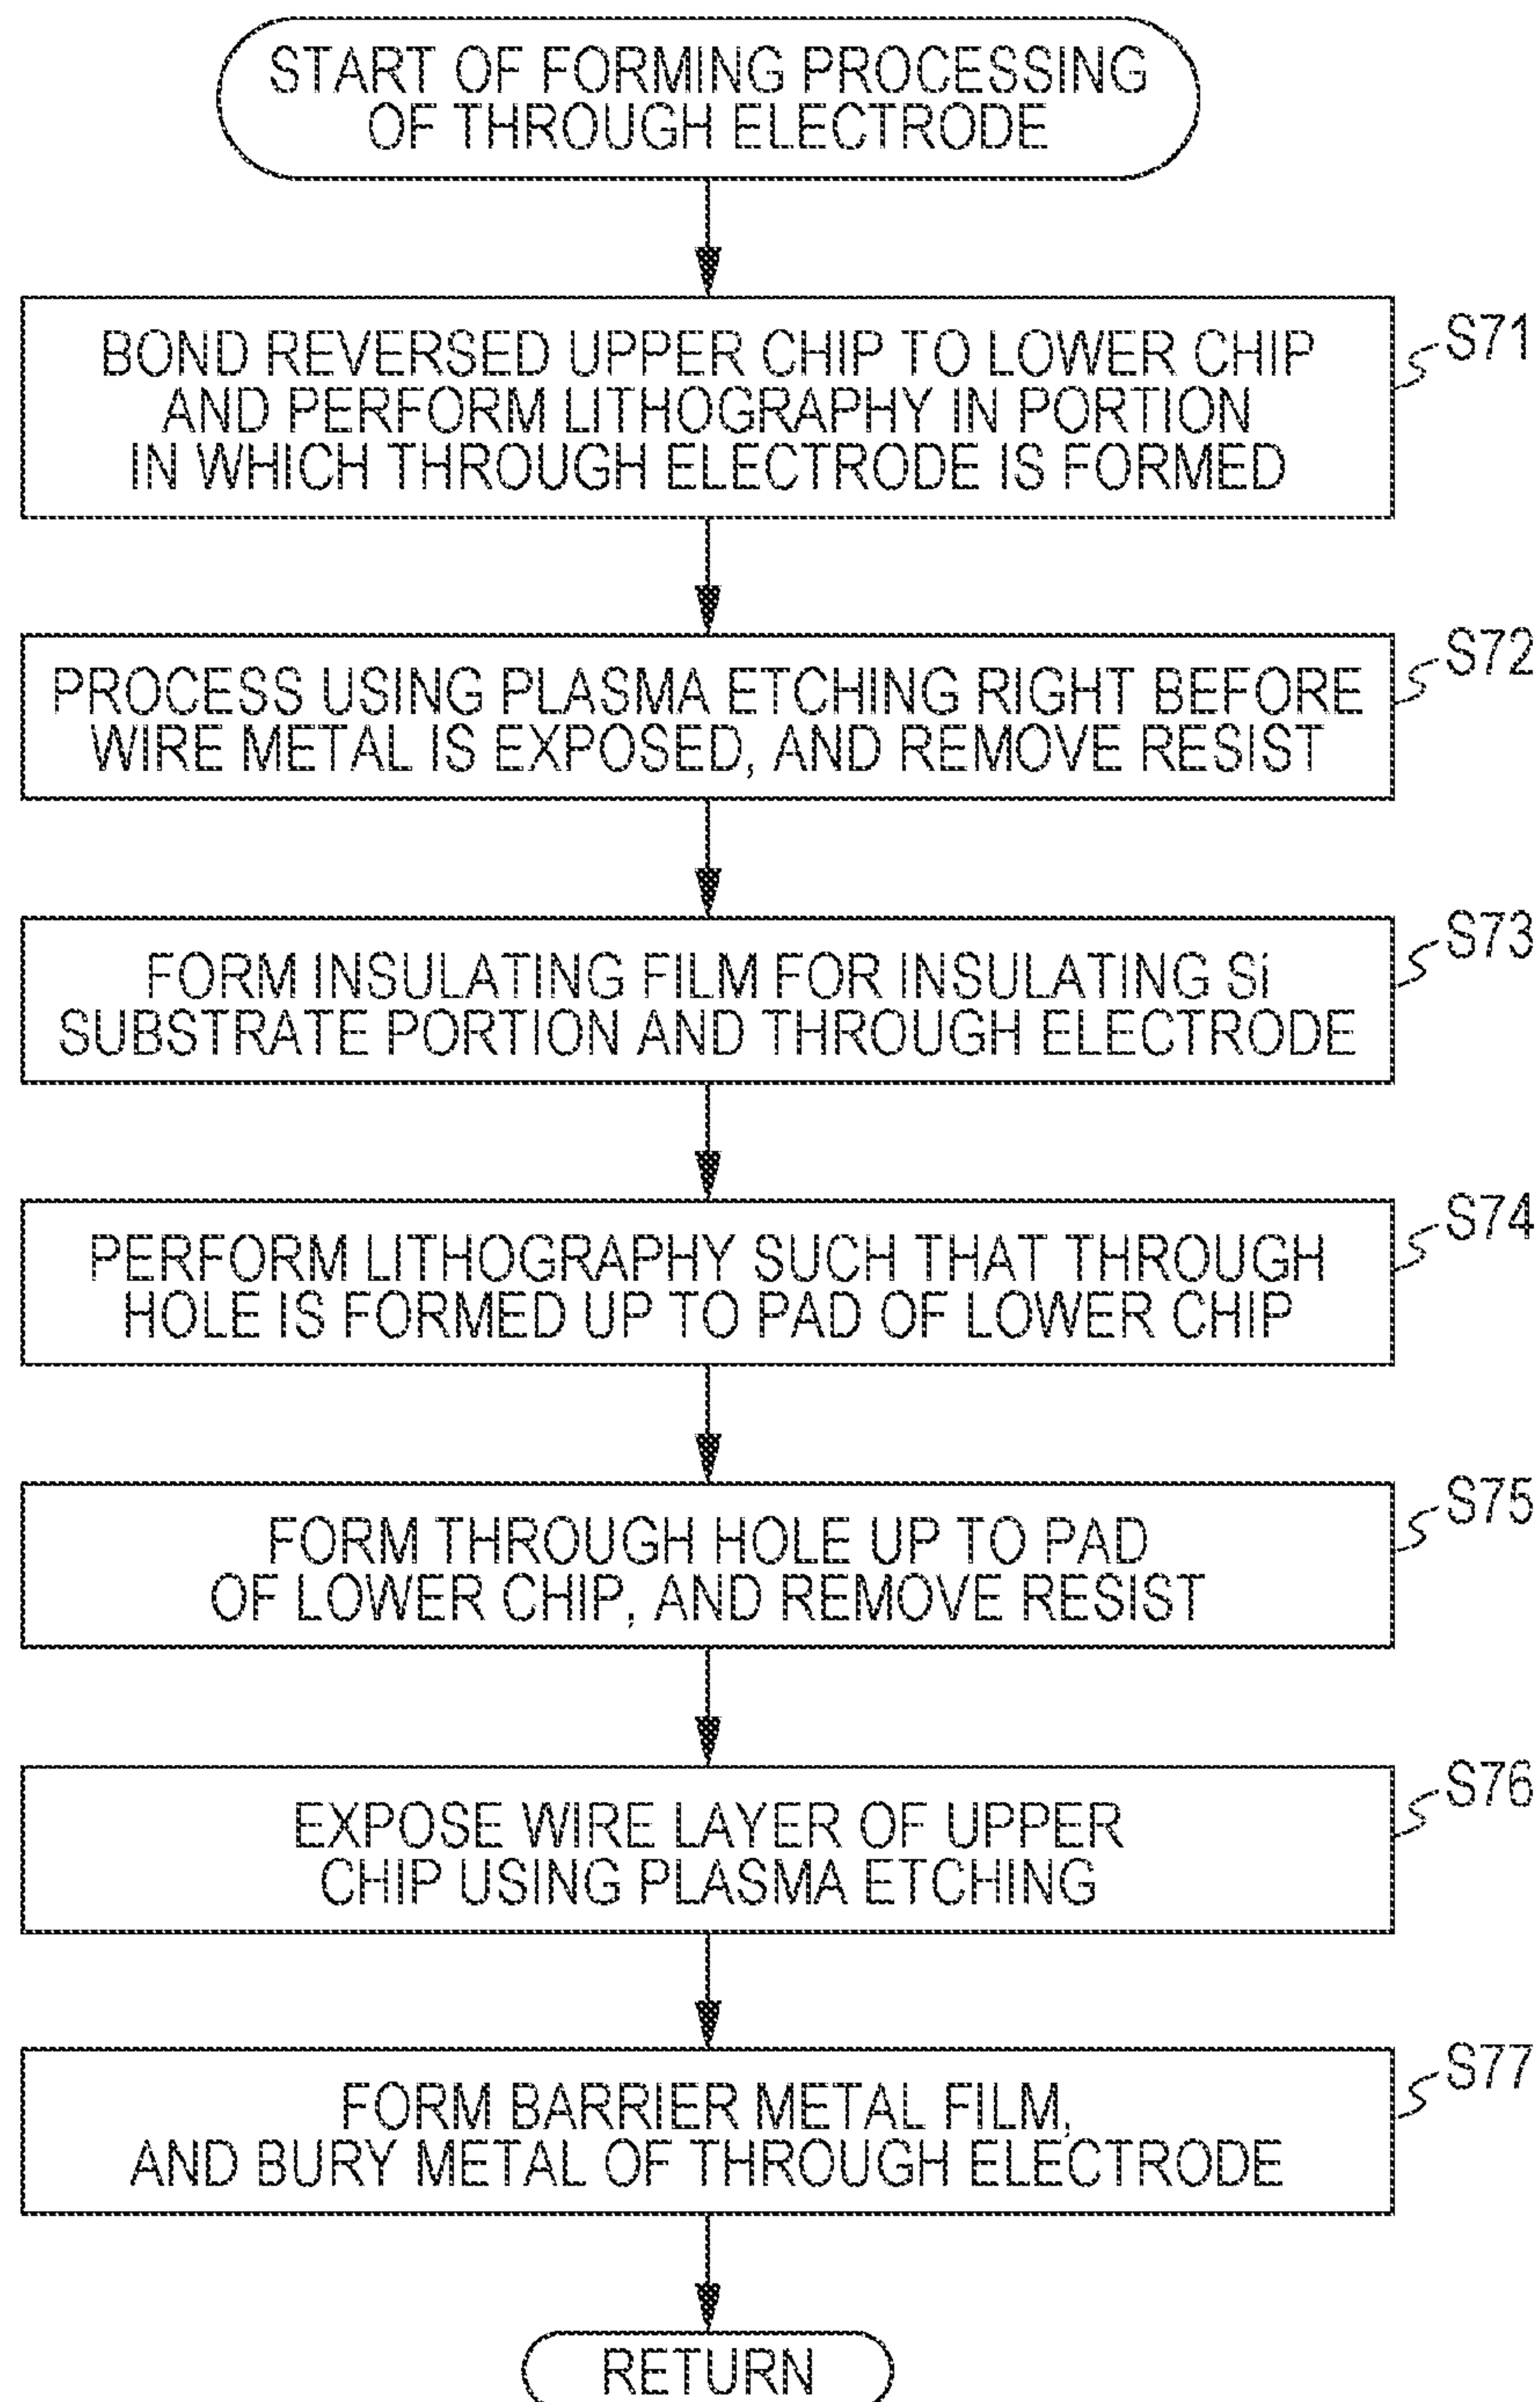 START OF FORMING PROCESSING
OF THROUGH ELECTRODE
BOND REVERSED UPPER CHIP TO LOWER CHIP
AND PERFORM LITHOGRAPHY IN PORTION
IN WHICH THROUGH ELECTRODE IS FORMED
S71
PROCESS USING PLASMA ETCHING RIGHT BEFORE
WIRE METAL IS EXPOSED, AND REMOVE RESIST
S72
FORM INSULATING FILM FOR INSULATING Si
SUBSTRATE PORTION AND THROUGH ELECTRODE
S73
PERFORM LITHOGRAPHY SUCH THAT THROUGH
HOLE IS FORMED UP TO PAD OF LOWER CHIP
S74
FORM THROUGH HOLE UP TO PAD
OF LOWER CHIP, AND REMOVE RESIST
S75
EXPOSE WIRE LAYER OF UPPER
CHIP USING PLASMA ETCHING
S76
FORM BARRIER METAL FILM,
AND BURY METAL OF THROUGH ELECTRODE
S77
RETURN